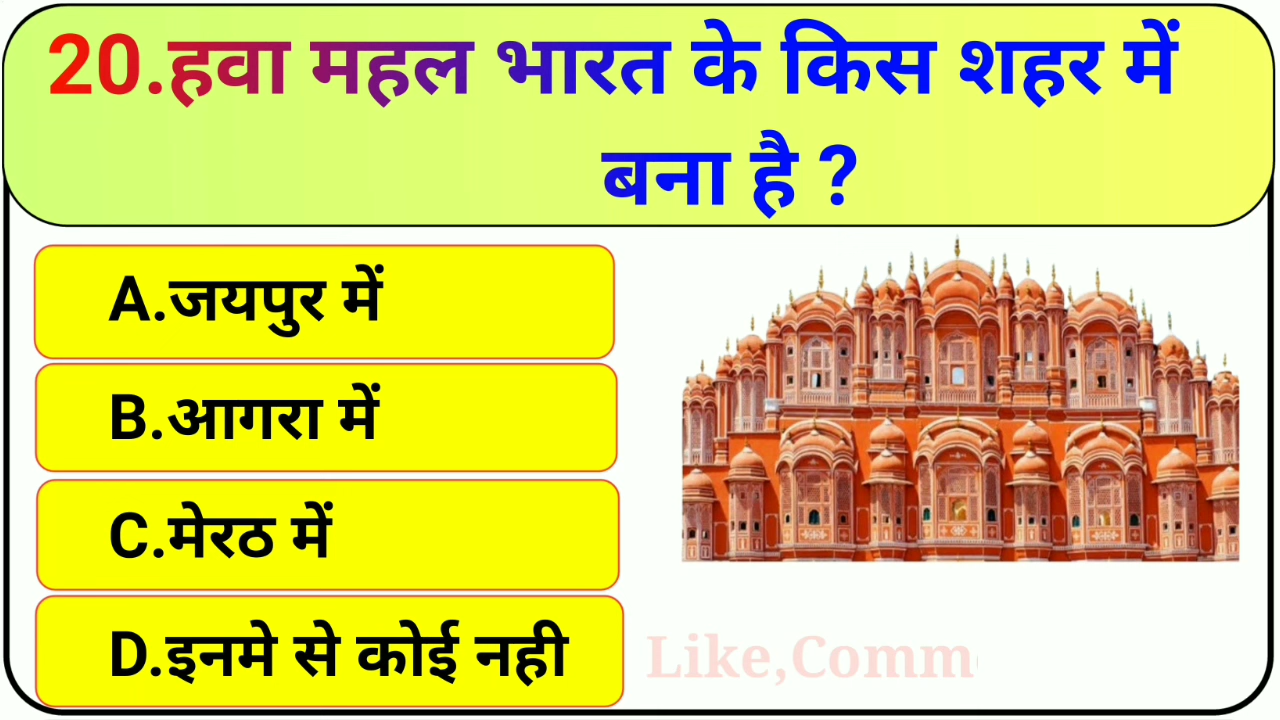 20.हवा महल भारत के किस शहर में
बना है ?
A.जयपुर में
B.आगरा में
C.मेरठ में
D.इनमे से कोई नही
Like,Comm